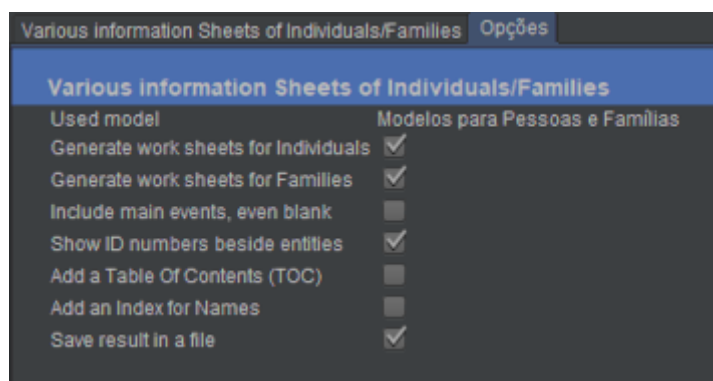 Various information Sheets of Individuals/Families Opções
Various information Sheets of Individuals/Families
Used model Modelos para Pessoas e Famílias
Generate work sheets for Individuals
Generate work sheets for Families
Include main events, even blank
Show ID numbers beside entities
Add a Table Of Contents (TOC)
Add an Index for Names
Save result in a file